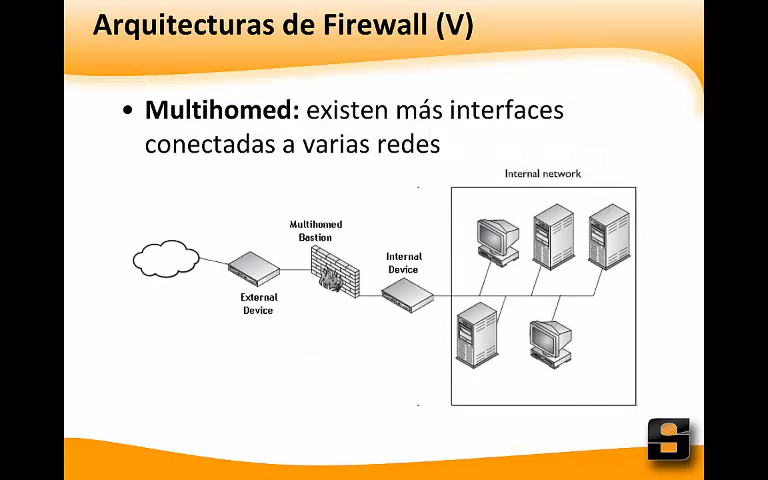 Arquitecturas de Firewall (V)
• Multihomed: existen más interfaces
conectadas a varias redes
Internal network
Multihomed
Bastion
Internal
Device
External
Device